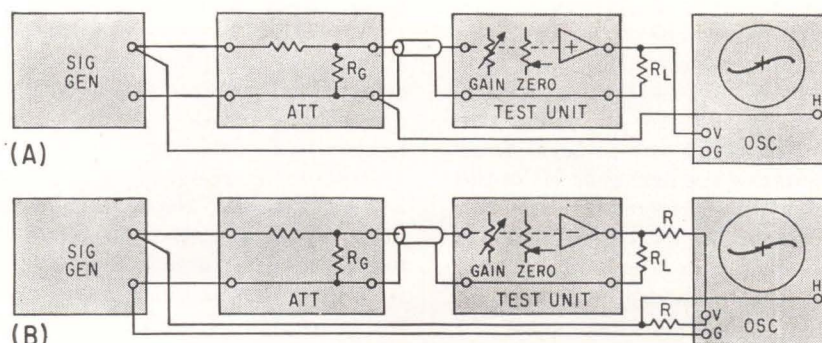 SIG GEN
R_G
ATT
+
GAIN ZERO
TEST UNIT
R_L
H
V
G
OSC
(A)
SIG GEN
R_G
ATT
−
GAIN ZERO
TEST UNIT
R
R_L
R
H
V
G
OSC
(B)